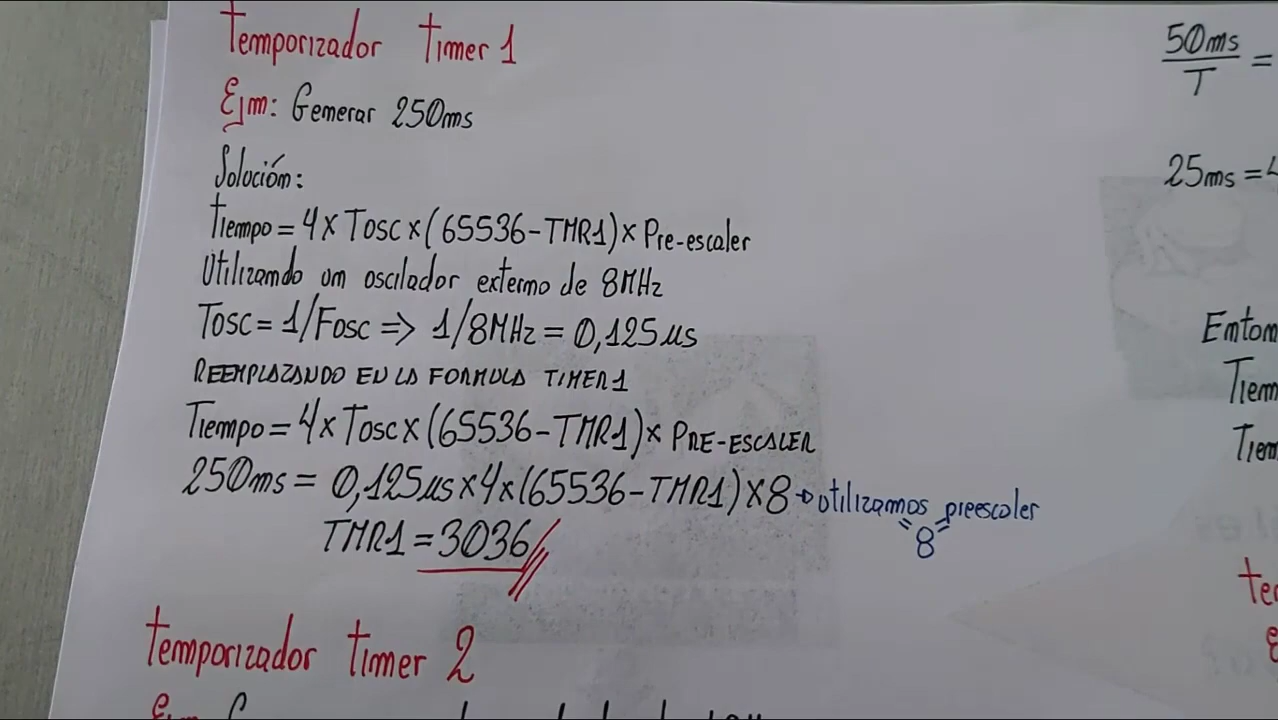 Temporizador Timer 1
Ejm: Generar 250ms
Solución:
Tiempo = 4 x Tosc x (65536 - TMR1) x Pre-escaler
Utilizando un oscilador externo de 8MHz
Tosc = 1/Fosc => 1/8MHz = 0,125us
REEMPLAZANDO EN LA FORMULA TIMER1
Tiempo = 4 x Tosc x (65536 - TMR1) x PRE-ESCALER
250ms = 0,125us x 4 x (65536 - TMR1) x 8 → utilizamos preescaler
8
TMR1 = 3036
temporizador timer 2
50ms
T =
25ms =